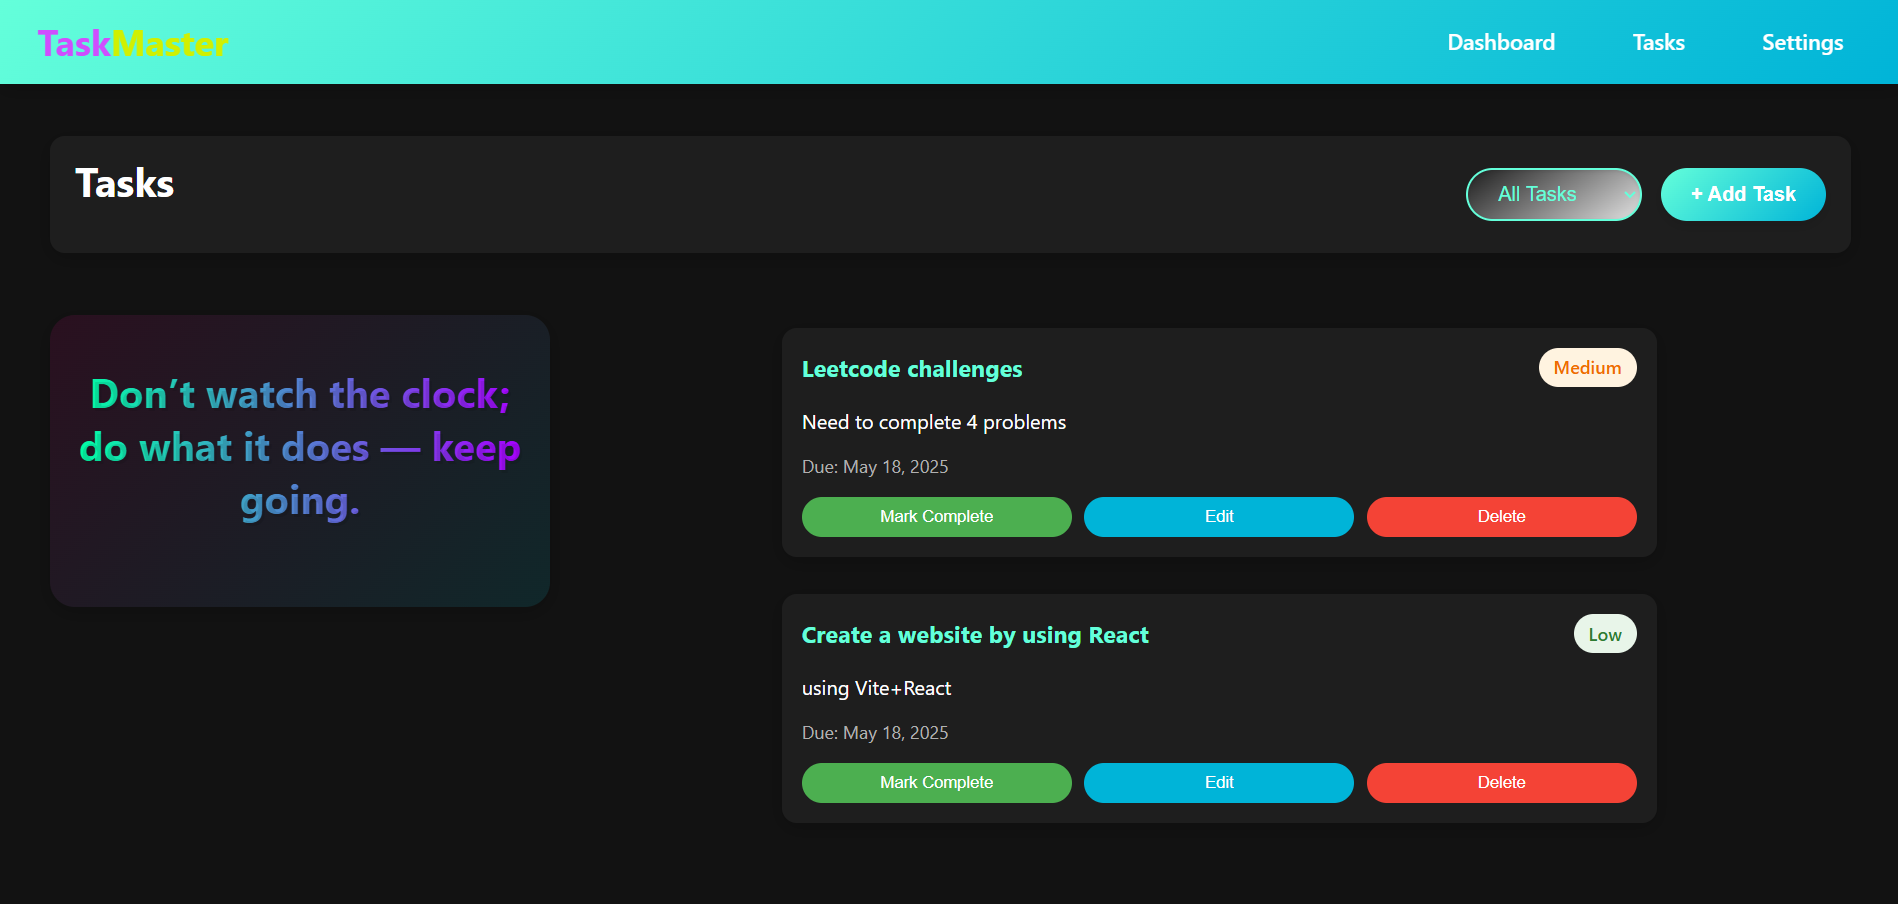 TaskMaster
Dashboard
Tasks
Settings
Tasks
All Tasks
+ Add Task
Don’t watch the clock;
do what it does — keep
going.
Leetcode challenges
Medium
Need to complete 4 problems
Due: May 18, 2025
Mark Complete
Edit
Delete
Create a website by using React
Low
using Vite+React
Due: May 18, 2025
Mark Complete
Edit
Delete